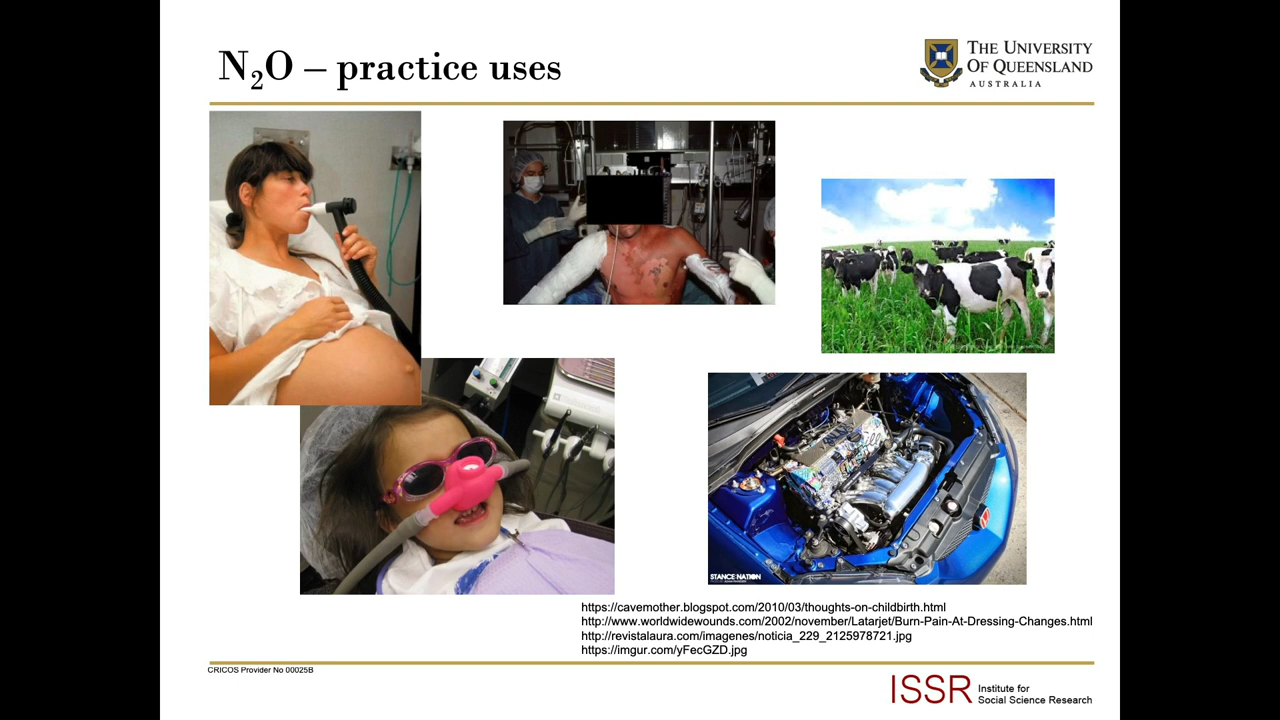 N₂O – practice uses
THE UNIVERSITY
OF QUEENSLAND
AUSTRALIA
STANCE NATION
https://cavemother.blogspot.com/2010/03/thoughts-on-childbirth.html
http://www.worldwidewounds.com/2002/november/Latarjet/Burn-Pain-At-Dressing-Changes.html
http://revistalaura.com/imagenes/noticia_229_2125978721.jpg
https://imgur.com/yFecGZD.jpg
CRICOS Provider No 00025B
ISSR
Institute for
Social Science Research